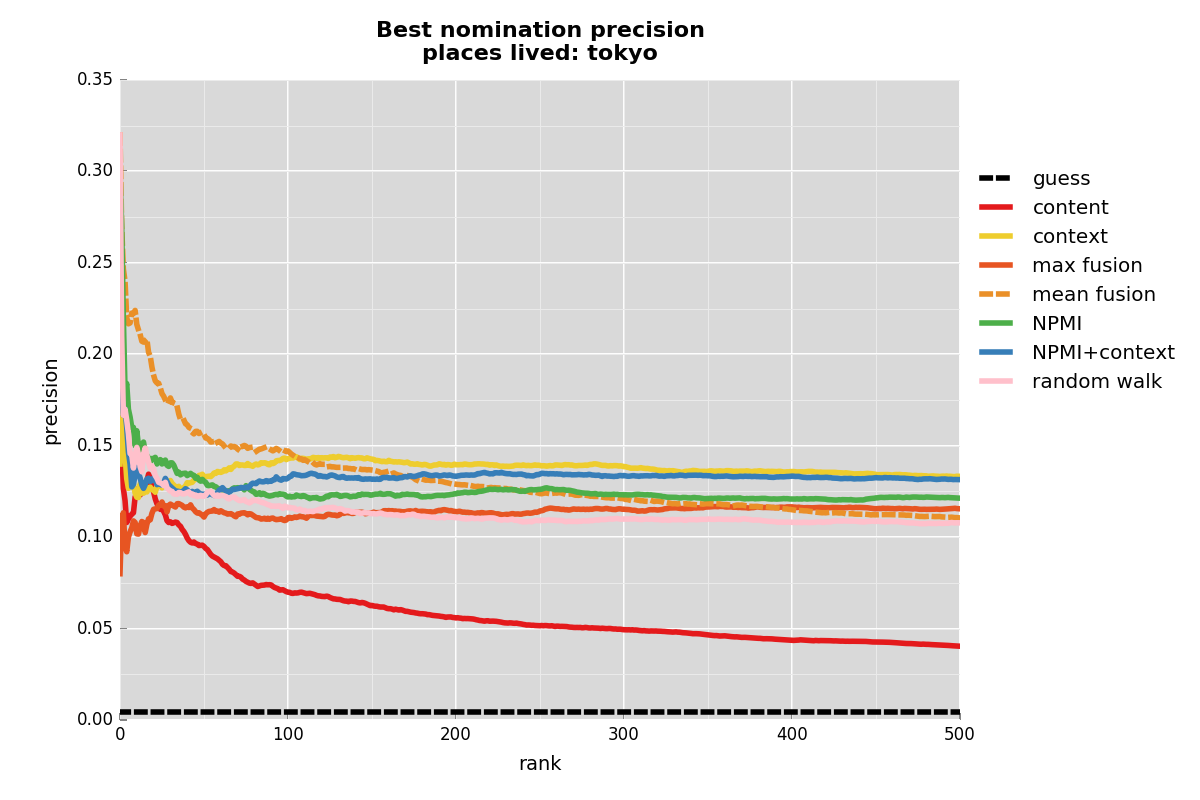 Best nomination precision
places lived: tokyo
0.35
0.30
0.25
0.20
0.15
0.10
0.05
0.00
precision
0
100
200
300
400
500
rank
guess
content
context
max fusion
mean fusion
NPMI
NPMI+context
random walk